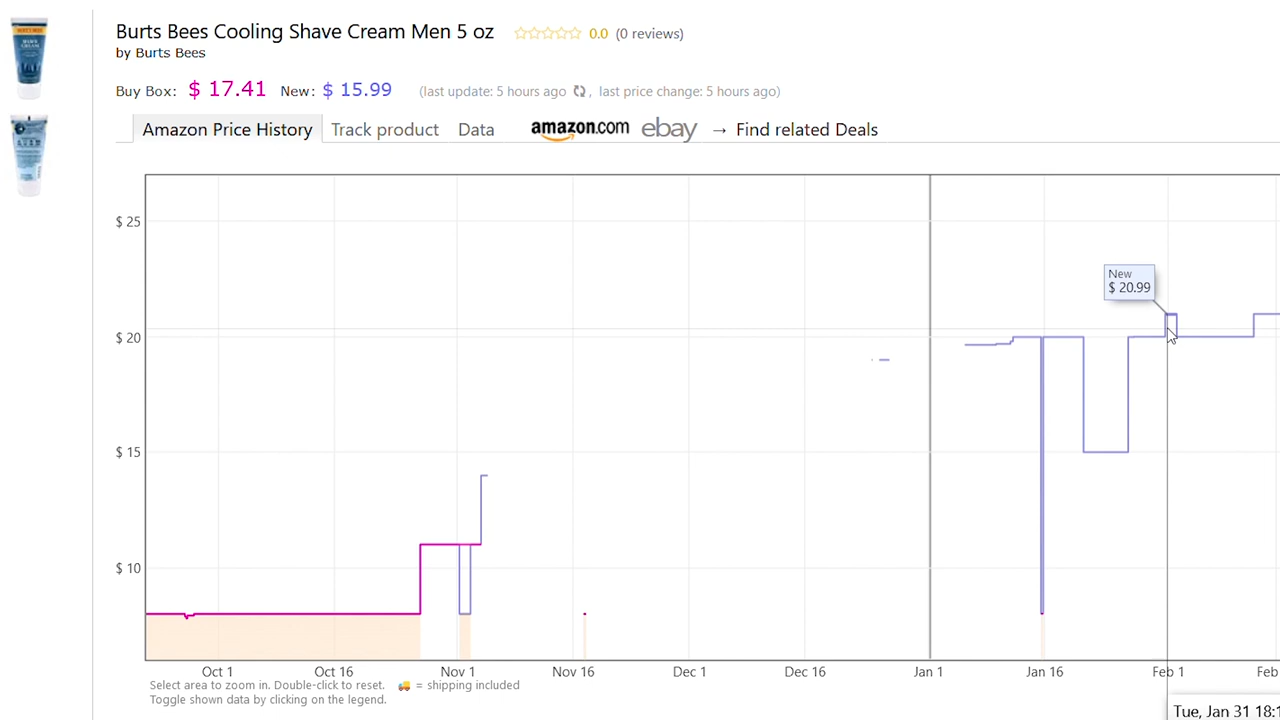 Burts Bees Cooling Shave Cream Men 5 oz 0.0 (0 reviews)
by Burts Bees
Buy Box: $ 17.41 New: $ 15.99 (last update: 5 hours ago , last price change: 5 hours ago)
Amazon Price History Track product Data amazon.com ebay → Find related Deals
$ 25
New
$ 20.99
$ 20
$ 15
$ 10
Oct 1 Oct 16 Nov 1 Nov 16 Dec 1 Dec 16 Jan 1 Jan 16 Feb 1 Feb
Select area to zoom in. Double-click to reset. = shipping included
Toggle shown data by clicking on the legend.
Tue, Jan 31 18:1